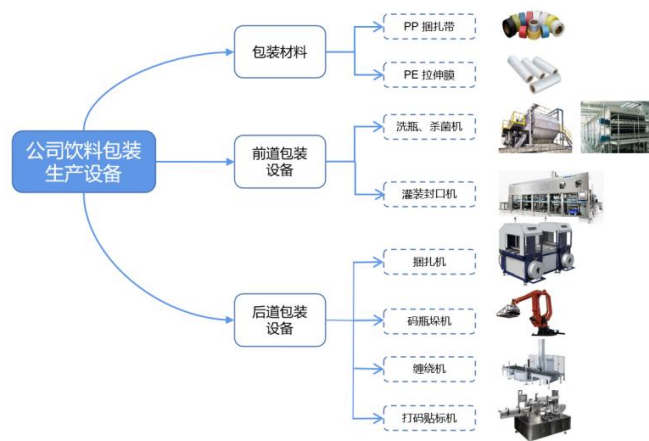 公司饮料包装
生产设备
包装材料
PP 捆扎带
PE 拉伸膜
前道包装
设备
洗瓶、杀菌机
灌装封口机
后道包装
设备
捆扎机
码瓶垛机
缠绕机
打码贴标机